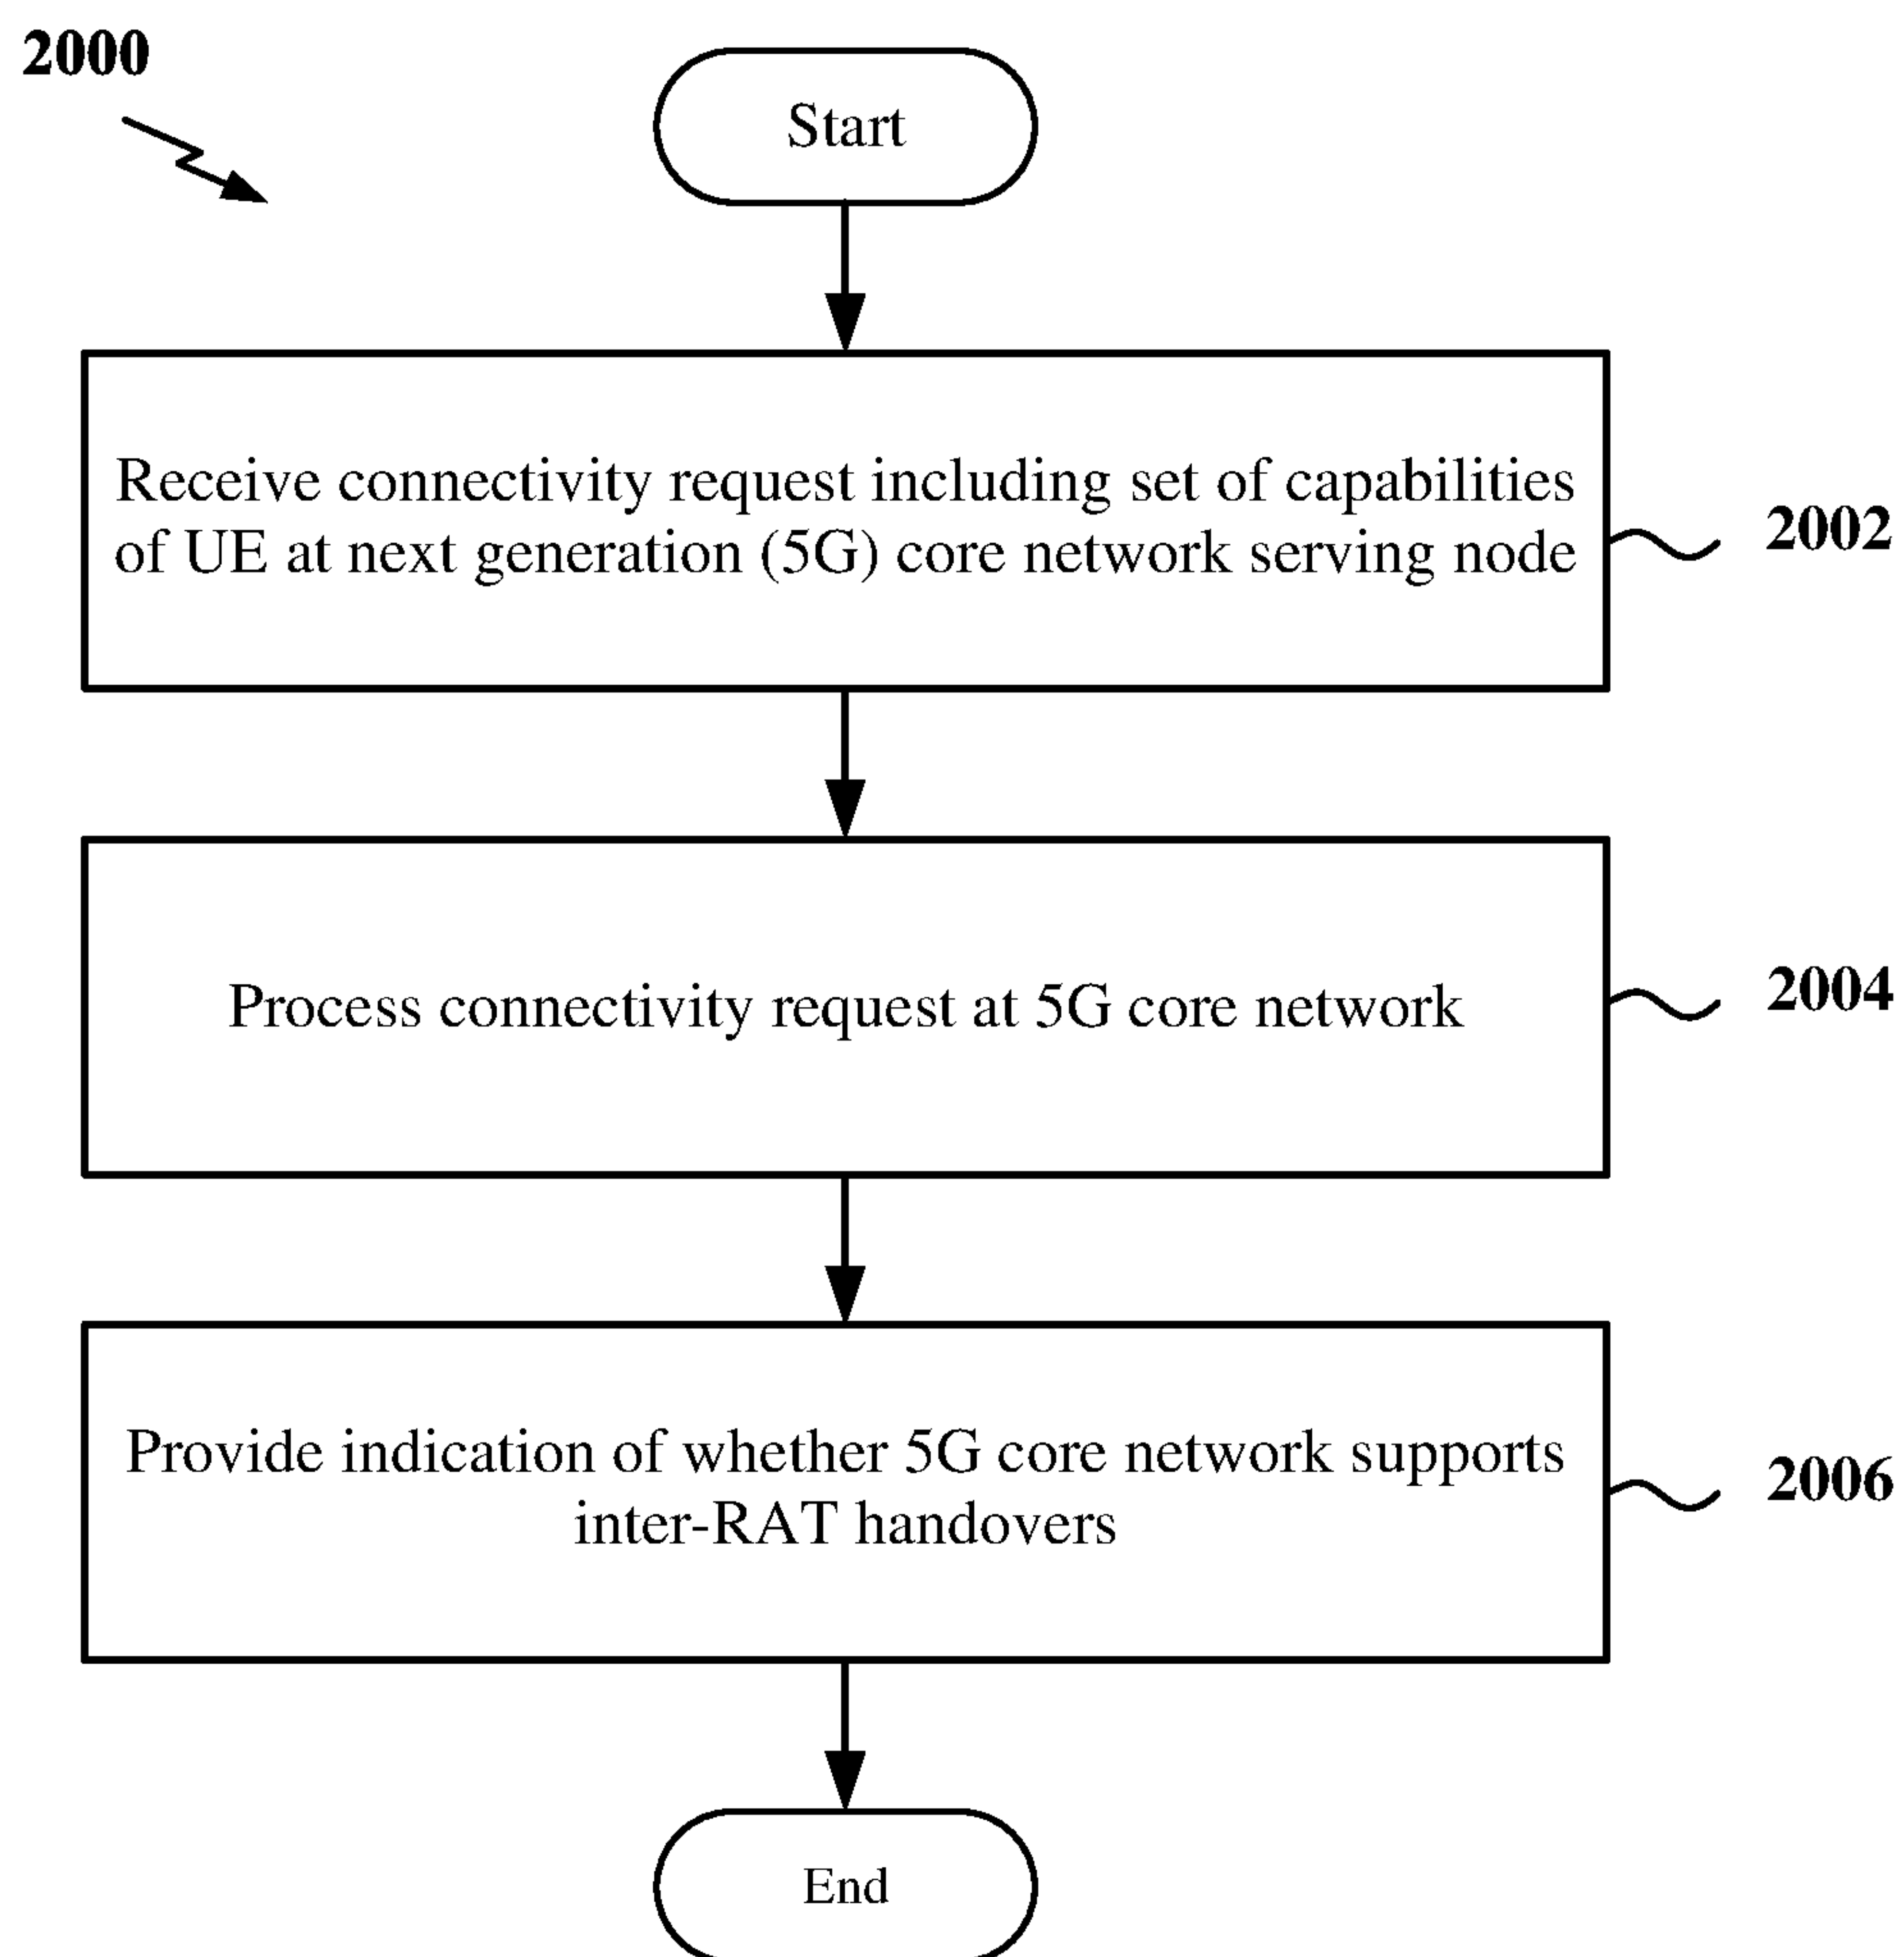 2000
Start
Receive connectivity request including set of capabilities
of UE at next generation (5G) core network serving node
2002
Process connectivity request at 5G core network
2004
Provide indication of whether 5G core network supports
inter-RAT handovers
2006
End